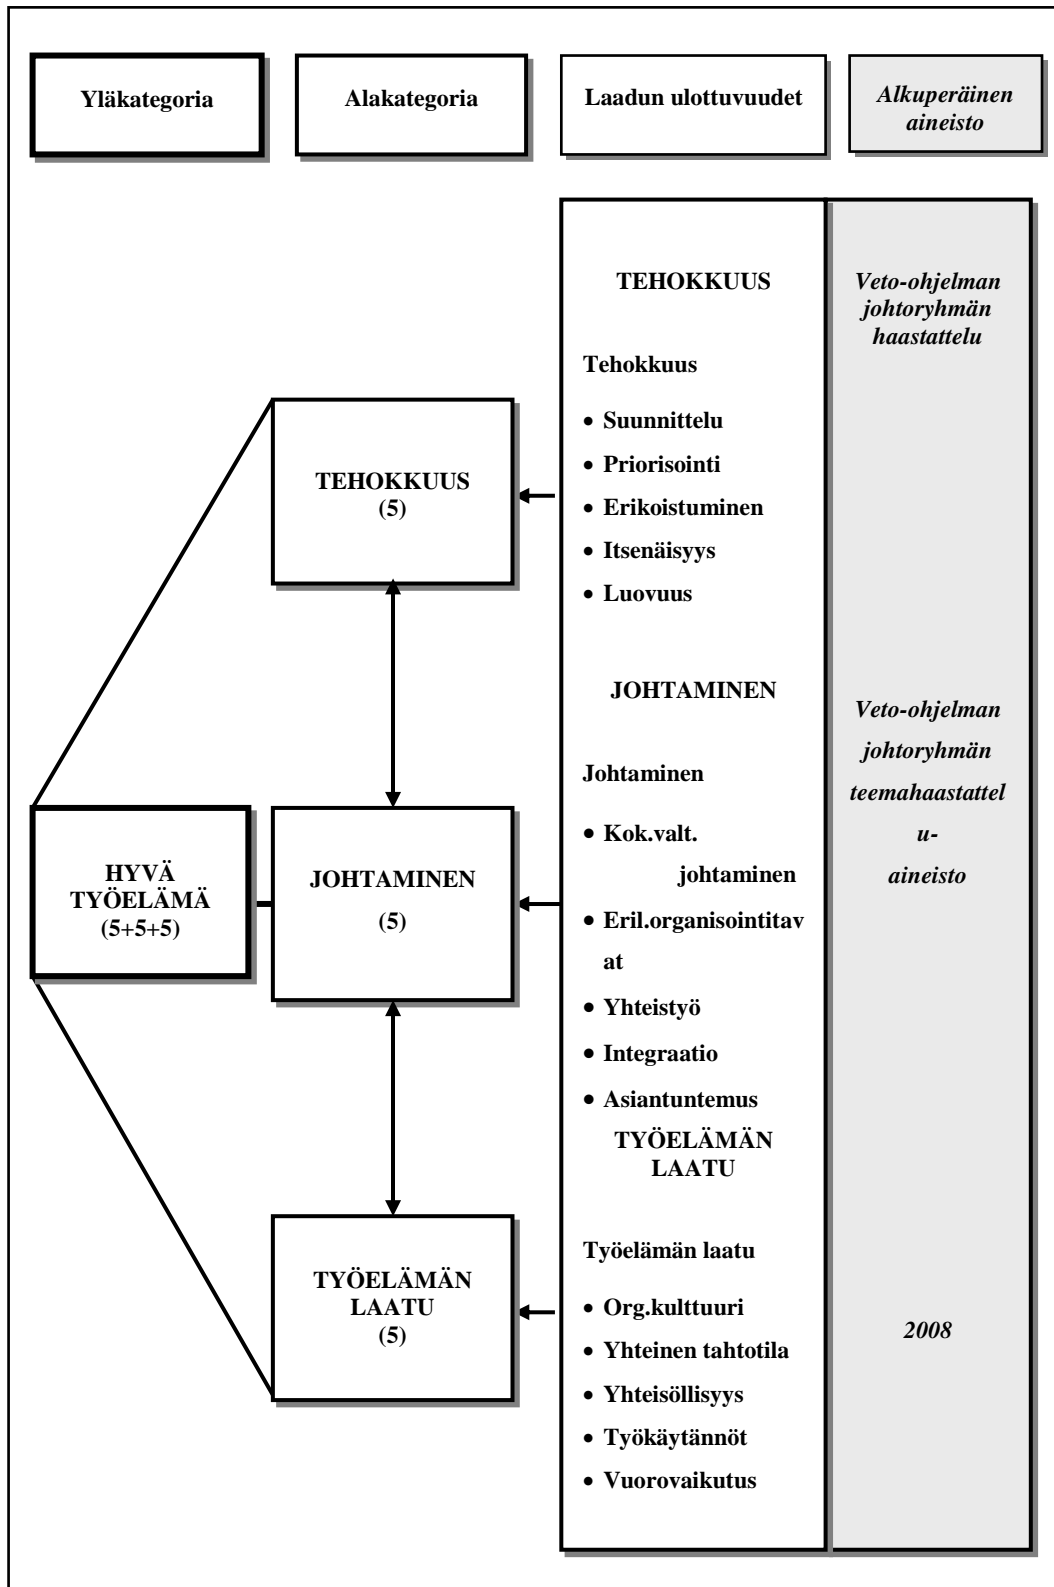 Yläkategoria
Alakategoria
Laadun ulottuvuudet
Alkuperäinen
aineisto
TEHOKKUUS
Tehokkuus
• Suunnittelu
• Priorisointi
• Erikoistuminen
• Itsenäisyys
• Luovuus
JOHTAMINEN
Johtaminen
• Kok.valt.
johtaminen
• Eril.organisointitav
at
• Yhteistyö
• Integraatio
• Asiantuntemus
TYÖELÄMÄN
LAATU
Työelämän laatu
• Org.kulttuuri
• Yhteinen tahtotila
• Yhteisöllisyys
• Työkäytännöt
• Vuorovaikutus
Veto-ohjelman
johtoryhmän
haastattelu
Veto-ohjelman
johtoryhmän
teemahaastattel
u-
aineisto
2008
TEHOKKUUS
(5)
HYVÄ
TYÖELÄMÄ
(5+5+5)
JOHTAMINEN
(5)
TYÖELÄMÄN
LAATU
(5)